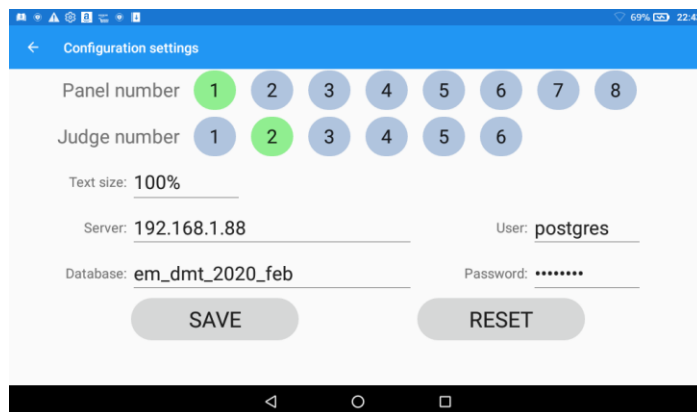 69% 22:4
Configuration settings
Panel number 1 2 3 4 5 6 7 8
Judge number 1 2 3 4 5 6
Text size: 100%
Server: 192.168.1.88 User: postgres
Database: em_dmt_2020_feb Password: ••••••••
SAVE RESET